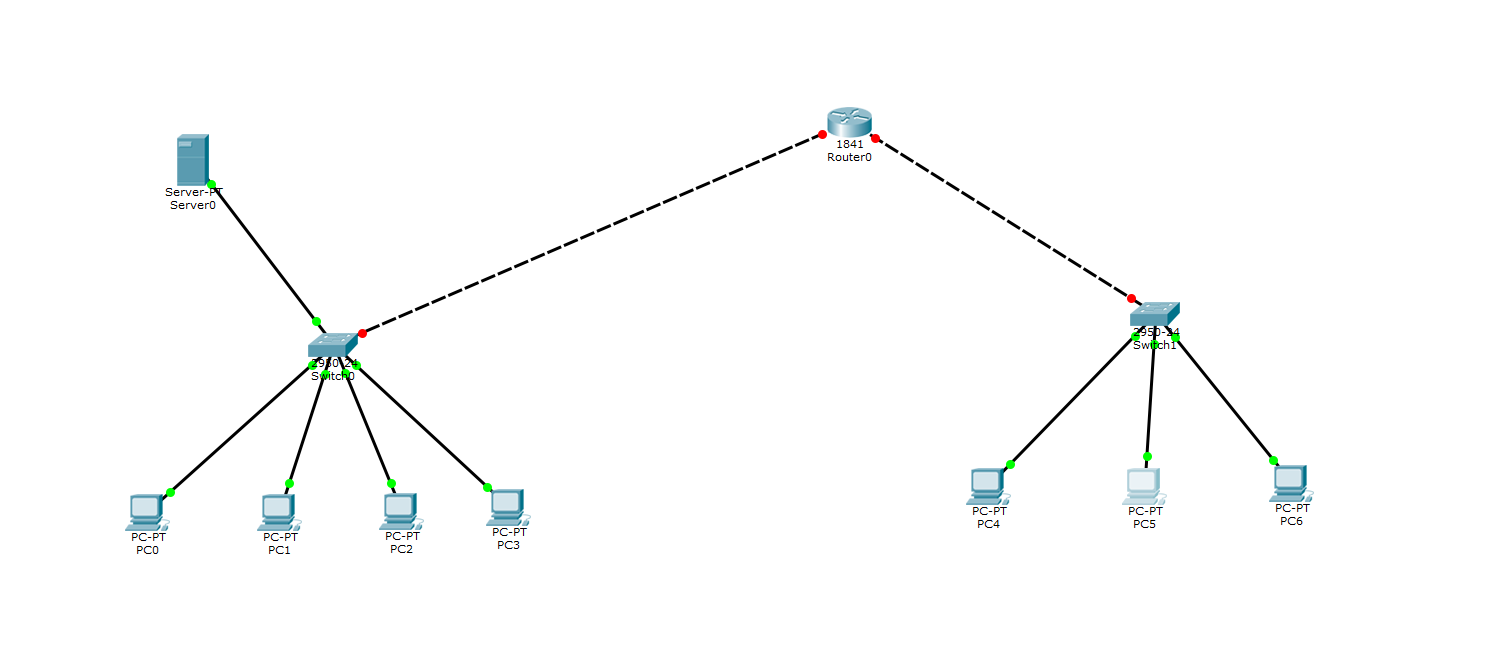 1841
Router0
Server-PT
Server0
2950-24
Switch1
2950-24
Switch0
PC-PT
PC0
PC-PT
PC1
PC-PT
PC2
PC-PT
PC3
PC-PT
PC4
PC-PT
PC5
PC-PT
PC6